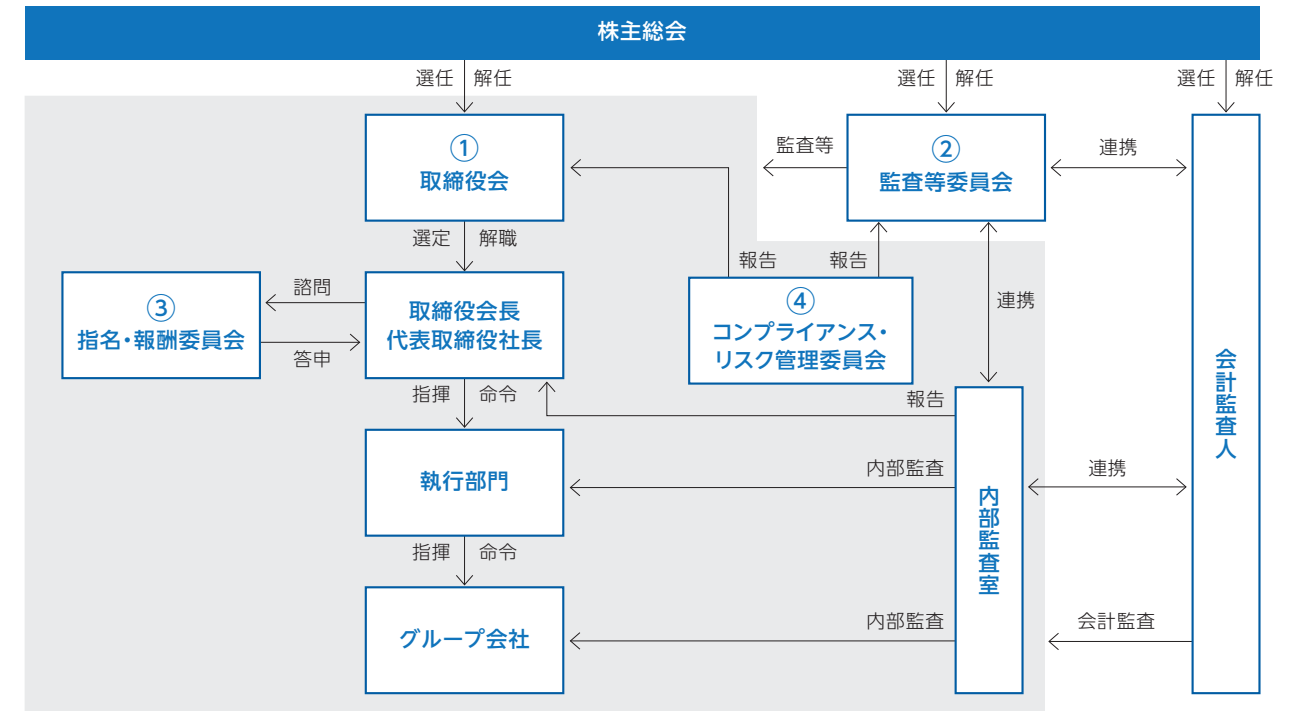 株主総会
選任 解任
選任 解任
選任 解任
①
取締役会
監査等
②
監査等委員会
連携
選定 解職
報告
報告
③
指名・報酬委員会
諮問
答申
取締役会長
代表取締役社長
④
コンプライアンス・
リスク管理委員会
連携
会計監査人
指揮 命令
報告
執行部門
内部監査
内部監査室
連携
指揮 命令
グループ会社
内部監査
会計監査